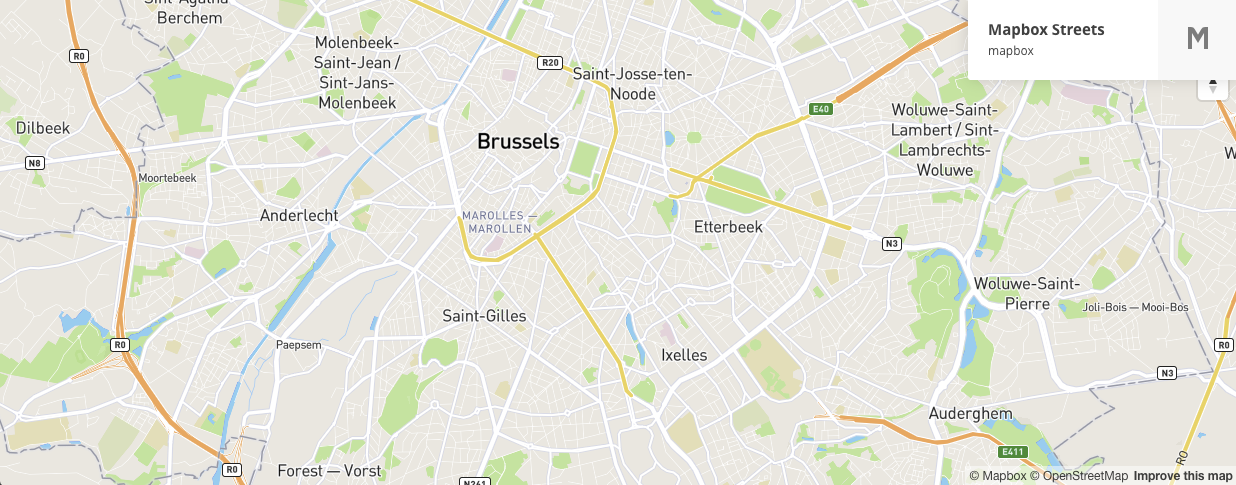 Sint-Agatha
Berchem
Mapbox Streets
mapbox
M
R0
Molenbeek-
Saint-Jean /
Sint-Jans-
Molenbeek
R20
Saint-Josse-ten-
Noode
E40
Woluwe-Saint-
Lambert / Sint-
Lambrechts-
Woluwe
Dilbeek
Brussels
N8
W
Moortebeek
Anderlecht
MAROLLES —
MAROLLEN
Etterbeek
N3
Woluwe-Saint-
Pierre
Joli-Bois — Mooi-Bos
Saint-Gilles
R0
Paepsem
R0
Ixelles
N3
Auderghem
E411
R0
Forest — Vorst
R0
N241
© Mapbox © OpenStreetMap Improve this map